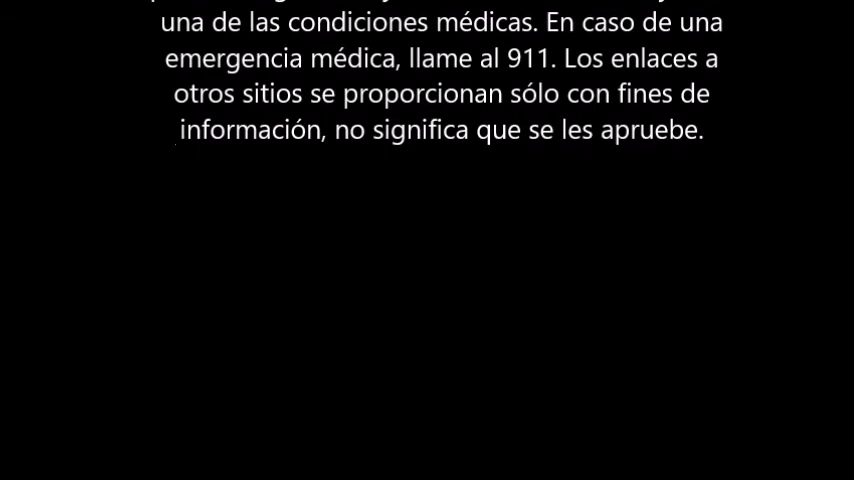 una de las condiciones médicas. En caso de una
emergencia médica, llame al 911. Los enlaces a
otros sitios se proporcionan sólo con fines de
información, no significa que se les apruebe.